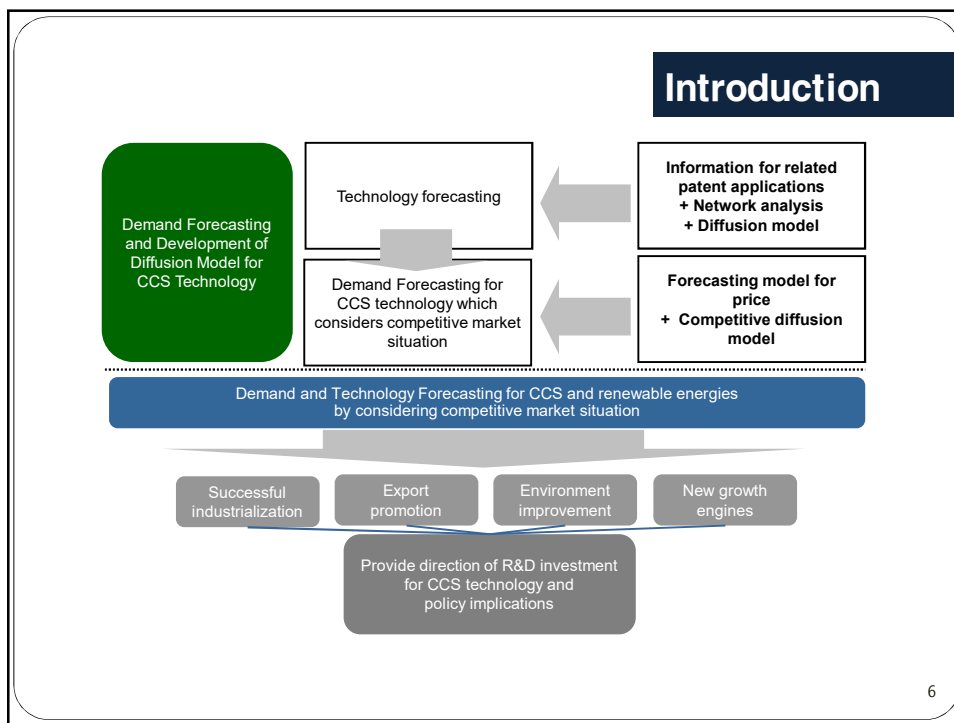 Introduction
Demand Forecasting
and Development of
Diffusion Model for
CCS Technology
Technology forecasting
Information for related
patent applications
+ Network analysis
+ Diffusion model
Demand Forecasting for
CCS technology which
considers competitive market
situation
Forecasting model for
price
+ Competitive diffusion
model
Demand and Technology Forecasting for CCS and renewable energies
by considering competitive market situation
Successful
industrialization
Export
promotion
Environment
improvement
New growth
engines
Provide direction of R&D investment
for CCS technology and
policy implications
6